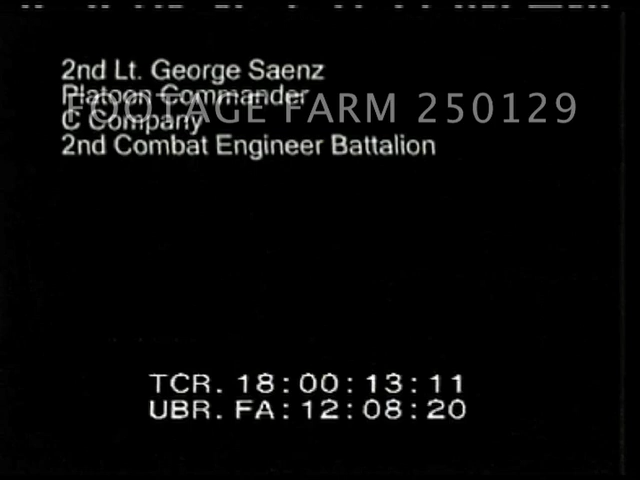 2nd Lt. George Saenz
Platoon Commander
FOOTAGE FARM 250129
C Company
2nd Combat Engineer Battalion
TCR. 18:00:13:11
UBR. FA:12:08:20